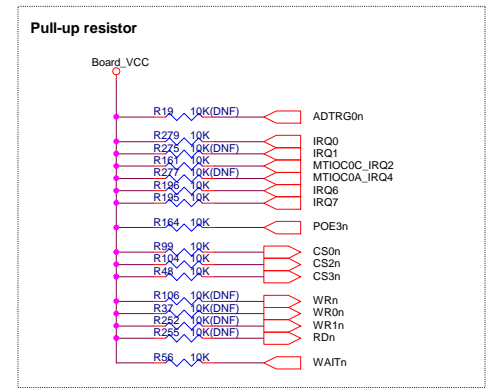 Pull-up resistor
Board_VCC
R19 10K(DNF) ADTRG0n
R279 10K IRQ0
R275 10K(DNF) IRQ1
R161 10K MTIOC0C_IRQ2
R277 10K(DNF) MTIOC0A_IRQ4
R196 10K IRQ6
R195 10K IRQ7
R164 10K POE3n
R99 10K CS0n
R104 10K CS2n
R48 10K CS3n
R106 10K(DNF) WRn
R37 10K(DNF) WR0n
R252 10K(DNF) WR1n
R255 10K(DNF) RDn
R56 10K WAITn